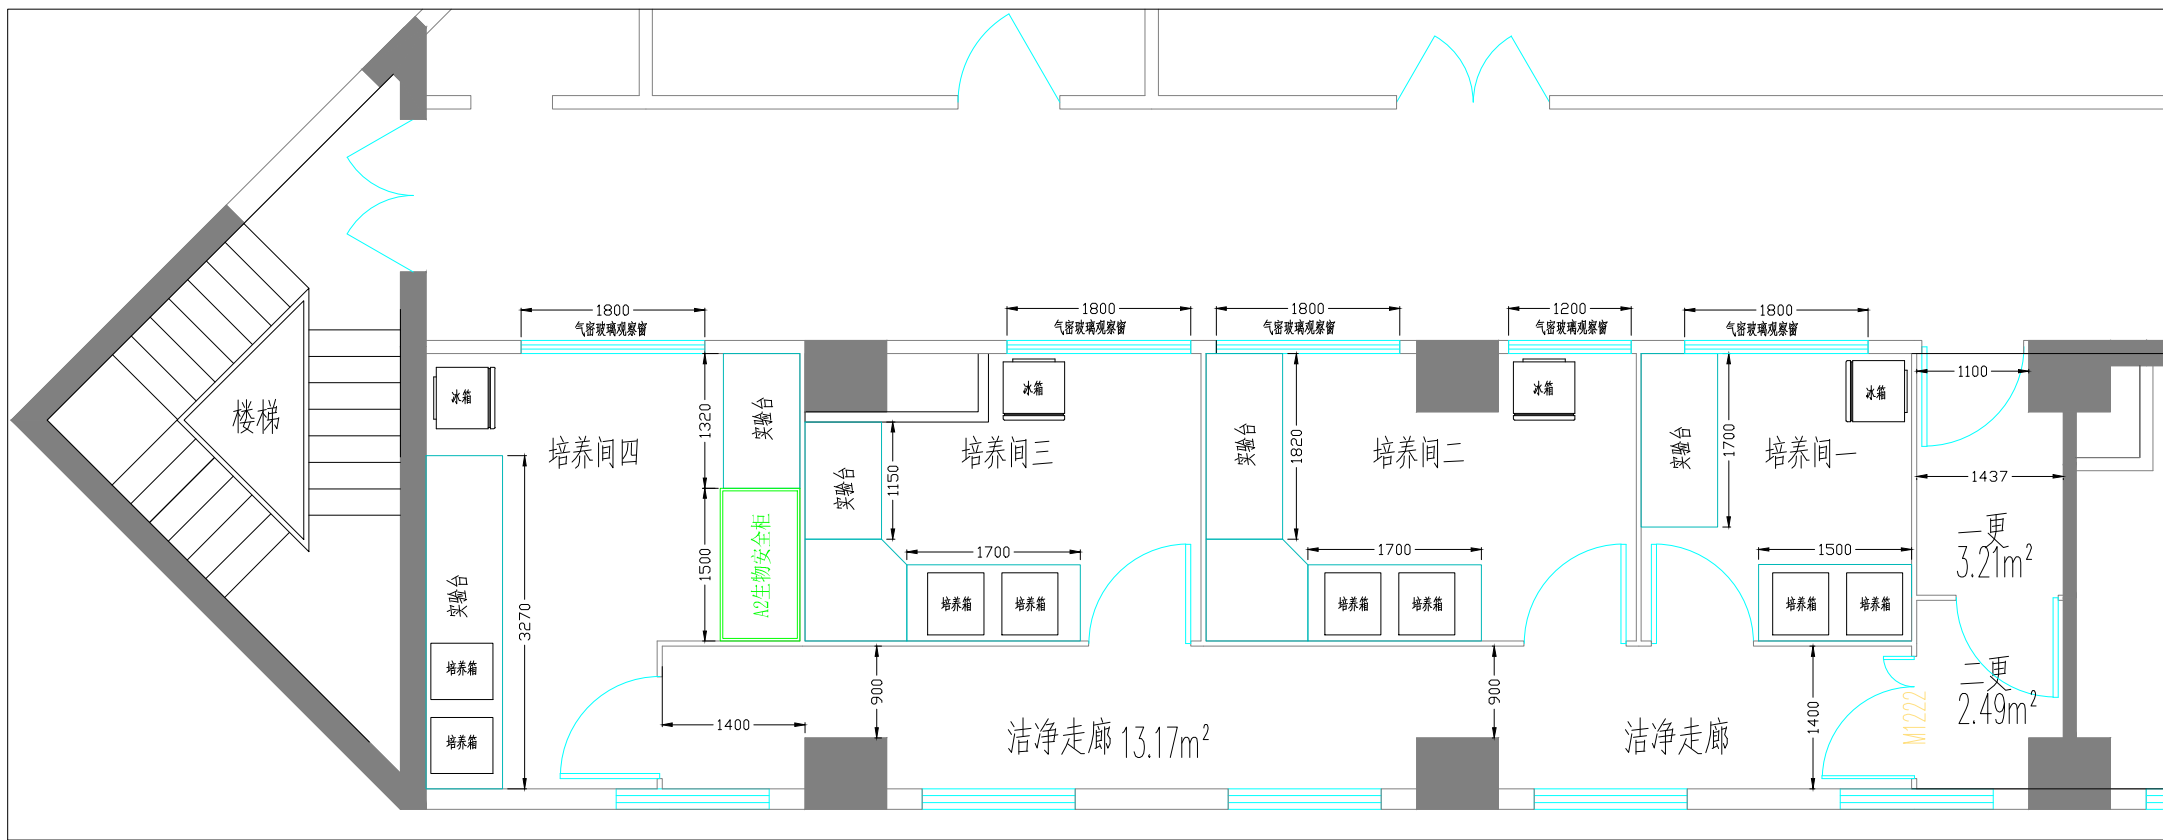 1800
气密玻璃观察窗
1800
气密玻璃观察窗
1800
气密玻璃观察窗
1200
气密玻璃观察窗
1800
气密玻璃观察窗
楼梯
冰箱
培养间四
1320
实验台
1500
A2生物安全柜
实验台
3270
培养箱
培养箱
冰箱
培养间三
实验台
1150
1700
培养箱
培养箱
实验台
1820
培养间二
冰箱
1700
培养箱
培养箱
实验台
1700
培养间一
冰箱
1500
培养箱
培养箱
1100
1437
一更
3.21m²
二更
2.49m²
M1222
1400
900
洁净走廊 13.17m²
900
洁净走廊
1400